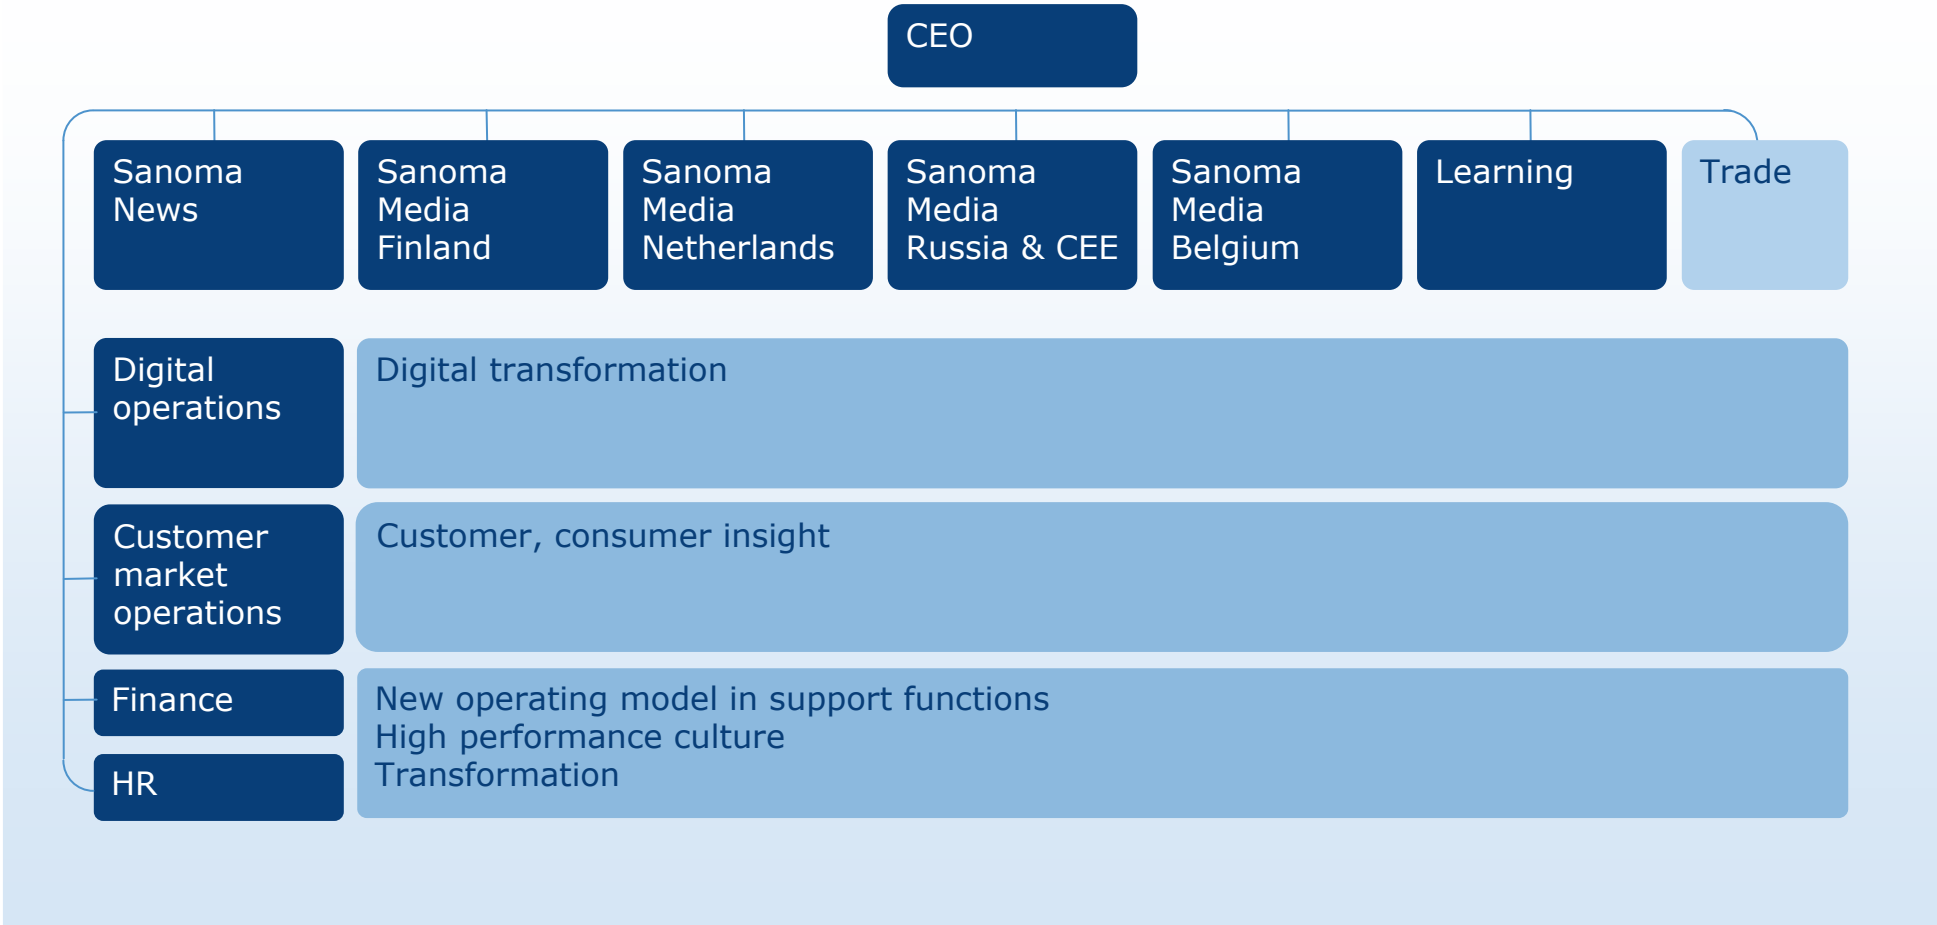 CEO
Sanoma
News
Sanoma
Media
Finland
Sanoma
Media
Netherlands
Sanoma
Media
Russia & CEE
Sanoma
Media
Belgium
Learning
Trade
Digital
operations
Digital transformation
Customer
market
operations
Customer, consumer insight
Finance
HR
New operating model in support functions
High performance culture
Transformation